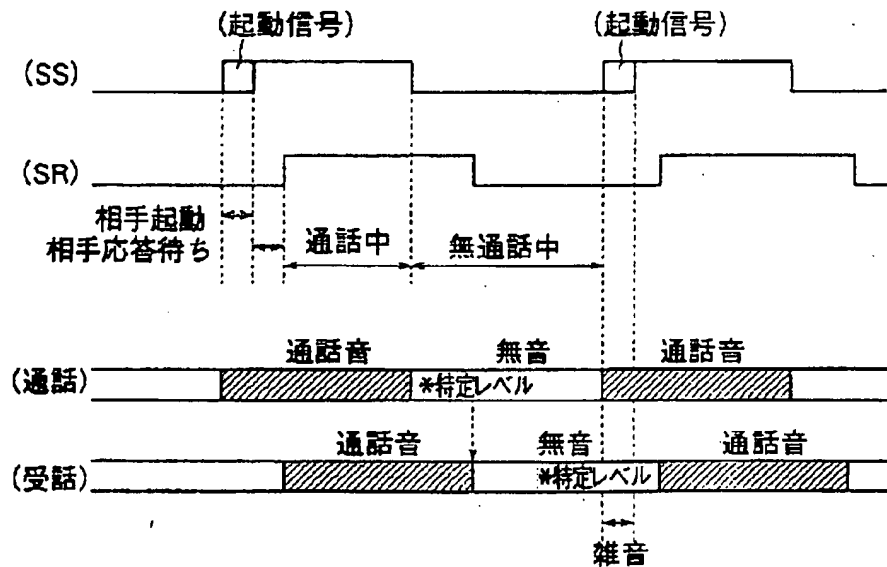 (起動信号) (起動信号)
(SS)
(SR)
相手起動
相手応答待ち 通話中 無通話中
通話音 無音 通話音
(通話) *特定レベル
通話音 無音 通話音
(受話) *特定レベル
雑音